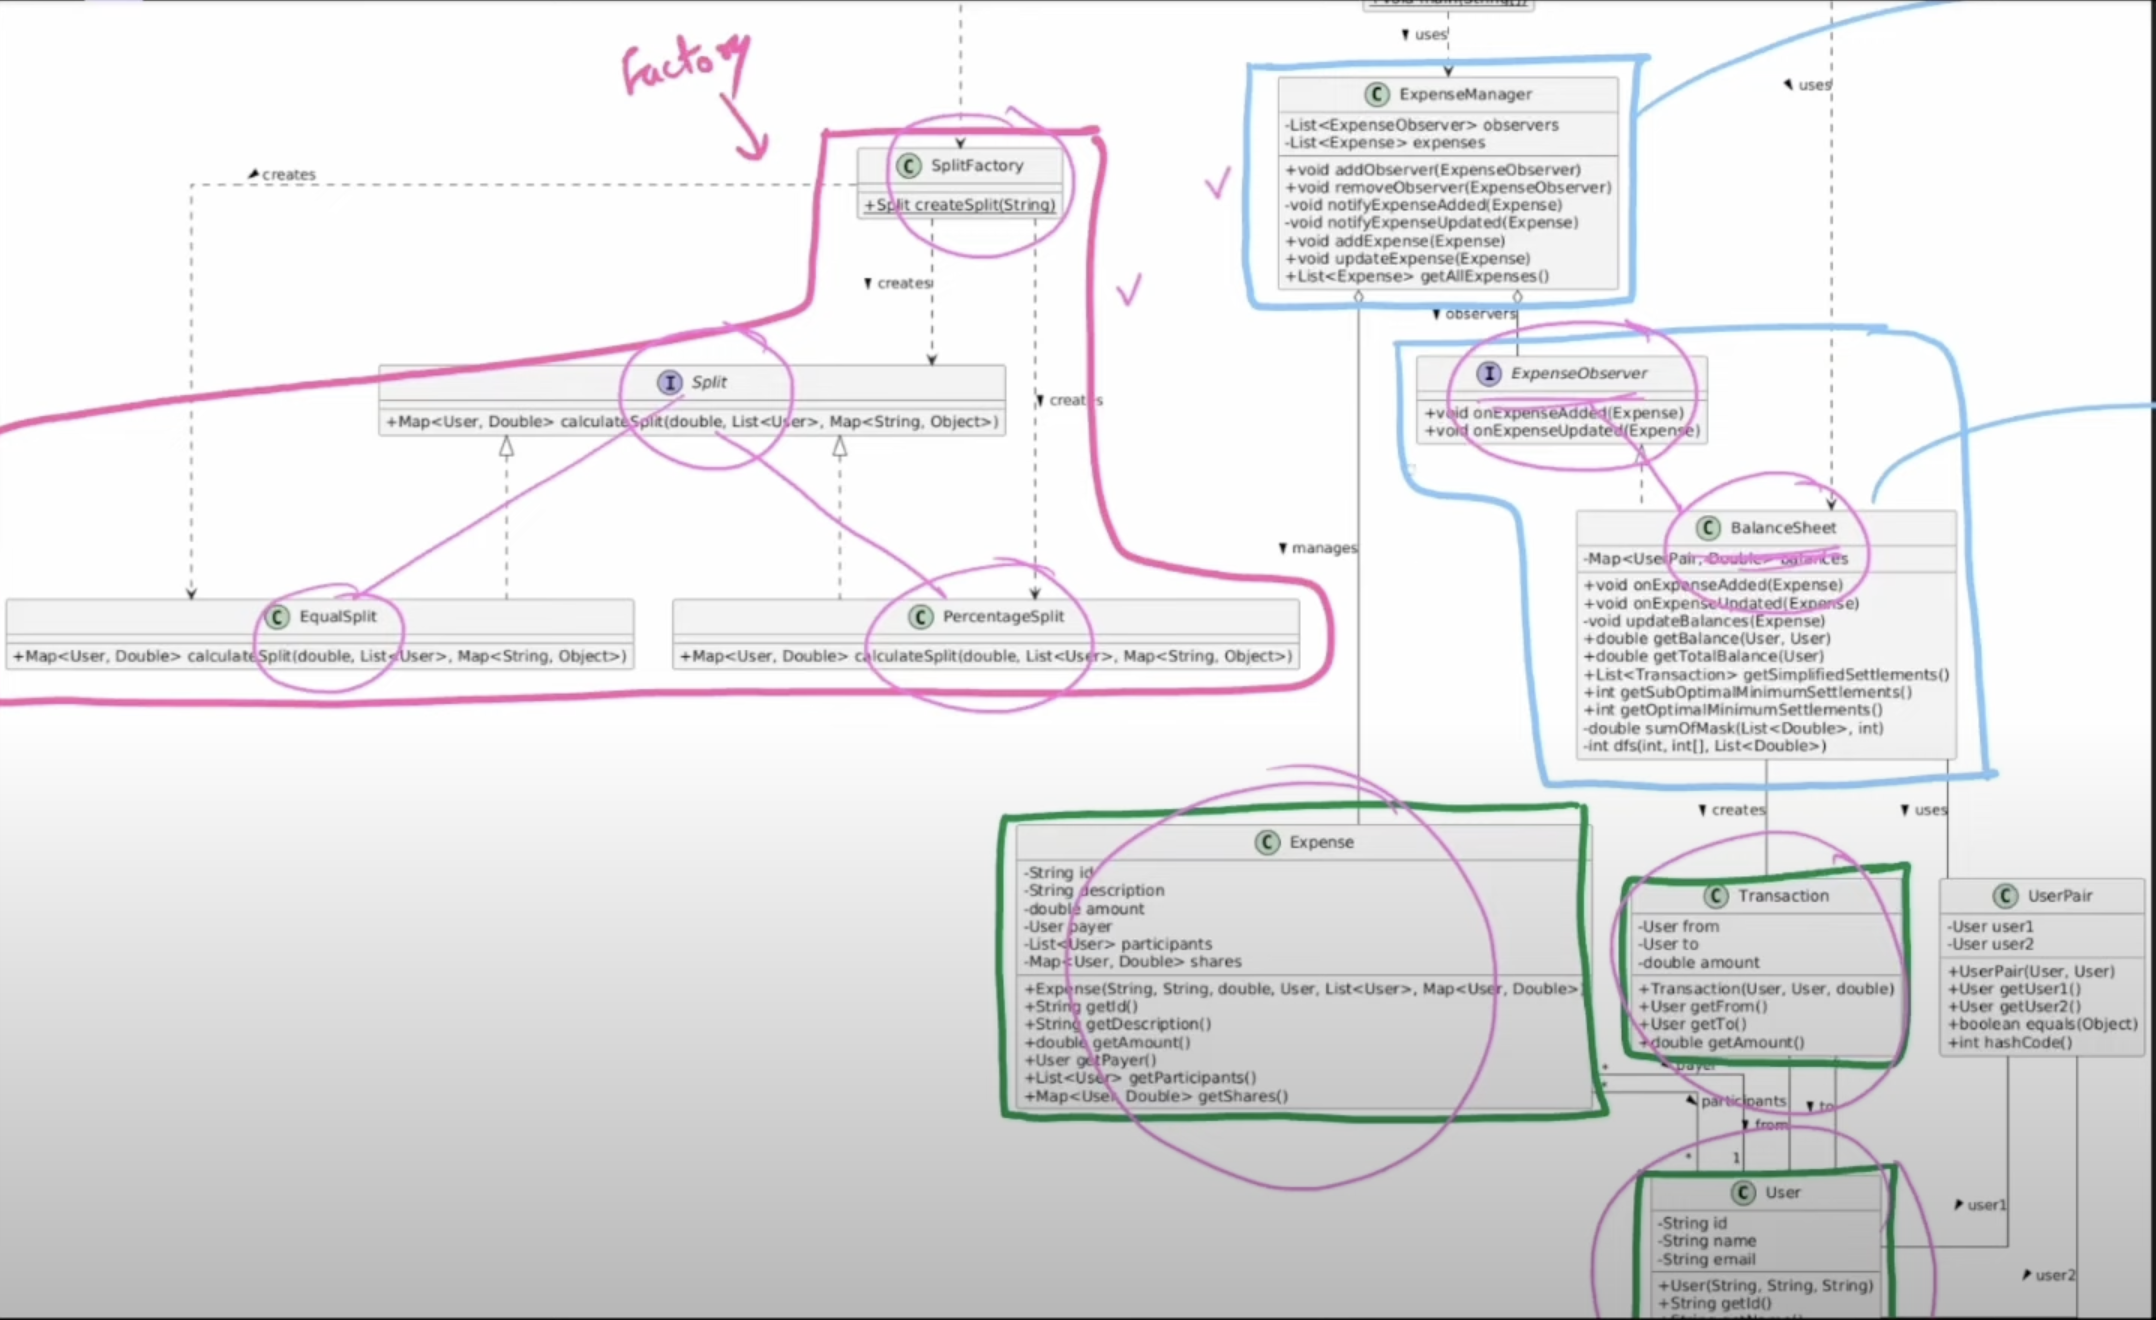 uses
Factory
uses
ExpenseManager
-List<ExpenseObserver> observers
-List<Expense> expenses
+void addObserver(ExpenseObserver)
+void removeObserver(ExpenseObserver)
-void notifyExpenseAdded(Expense)
-void notifyExpenseUpdated(Expense)
+void addExpense(Expense)
+void updateExpense(Expense)
+List<Expense> getAllExpenses()
creates
SplitFactory
+Split createSplit(String)
creates
creates
observers
Split
+Map<User, Double> calculateSplit(double, List<User>, Map<String, Object>)
ExpenseObserver
+void onExpenseAdded(Expense)
+void onExpenseUpdated(Expense)
manages
BalanceSheet
-Map<UserPair, Double> balances
+void onExpenseAdded(Expense)
+void onExpenseUpdated(Expense)
-void updateBalances(Expense)
+double getBalance(User, User)
+double getTotalBalance(User)
+List<Transaction> getSimplifiedSettlements()
+int getSubOptimalMinimumSettlements()
+int getOptimalMinimumSettlements()
-double sumOfMask(List<Double>, int)
-int dfs(int, int[], List<Double>)
EqualSplit
+Map<User, Double> calculateSplit(double, List<User>, Map<String, Object>)
PercentageSplit
+Map<User, Double> calculateSplit(double, List<User>, Map<String, Object>)
creates
uses
Expense
-String id
-String description
-double amount
-User payer
-List<User> participants
-Map<User, Double> shares
+Expense(String, String, double, User, List<User>, Map<User, Double>)
+String getId()
+String getDescription()
+double getAmount()
+User getPayer()
+List<User> getParticipants()
+Map<User, Double> getShares()
Transaction
-User from
-User to
-double amount
+Transaction(User, User, double)
+User getFrom()
+User getTo()
+double getAmount()
UserPair
-User user1
-User user2
+UserPair(User, User)
+User getUser1()
+User getUser2()
+boolean equals(Object)
+int hashCode()
* payer
*
participants
to
from
* 1
User
-String id
-String name
-String email
+User(String, String, String)
+String getId()
user1
user2